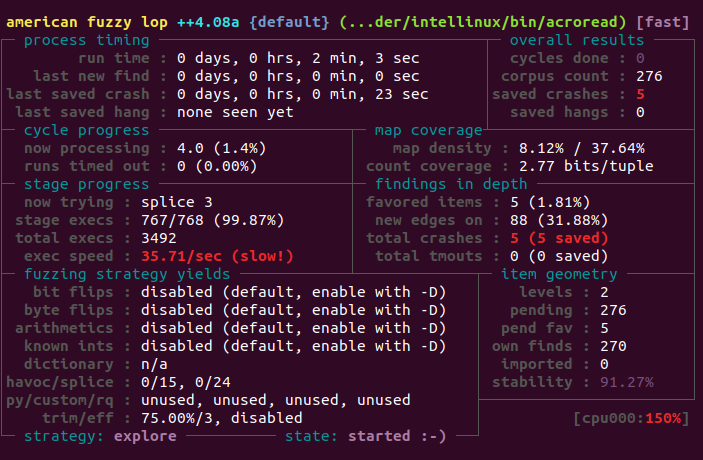 american fuzzy lop ++4.08a {default} (...der/intellinux/bin/acroread) [fast]
process timing overall results
run time : 0 days, 0 hrs, 2 min, 3 sec cycles done : 0
last new find : 0 days, 0 hrs, 0 min, 0 sec corpus count : 276
last saved crash : 0 days, 0 hrs, 0 min, 23 sec saved crashes : 5
last saved hang : none seen yet saved hangs : 0
cycle progress map coverage
now processing : 4.0 (1.4%) map density : 8.12% / 37.64%
runs timed out : 0 (0.00%) count coverage : 2.77 bits/tuple
stage progress findings in depth
now trying : splice 3 favored items : 5 (1.81%)
stage execs : 767/768 (99.87%) new edges on : 88 (31.88%)
total execs : 3492 total crashes : 5 (5 saved)
exec speed : 35.71/sec (slow!) total tmouts : 0 (0 saved)
fuzzing strategy yields item geometry
bit flips : disabled (default, enable with -D) levels : 2
byte flips : disabled (default, enable with -D) pending : 276
arithmetics : disabled (default, enable with -D) pend fav : 5
known ints : disabled (default, enable with -D) own finds : 270
dictionary : n/a imported : 0
havoc/splice : 0/15, 0/24 stability : 91.27%
py/custom/rq : unused, unused, unused, unused
trim/eff : 75.00%/3, disabled [cpu000:150%]
strategy: explore state: started :-)